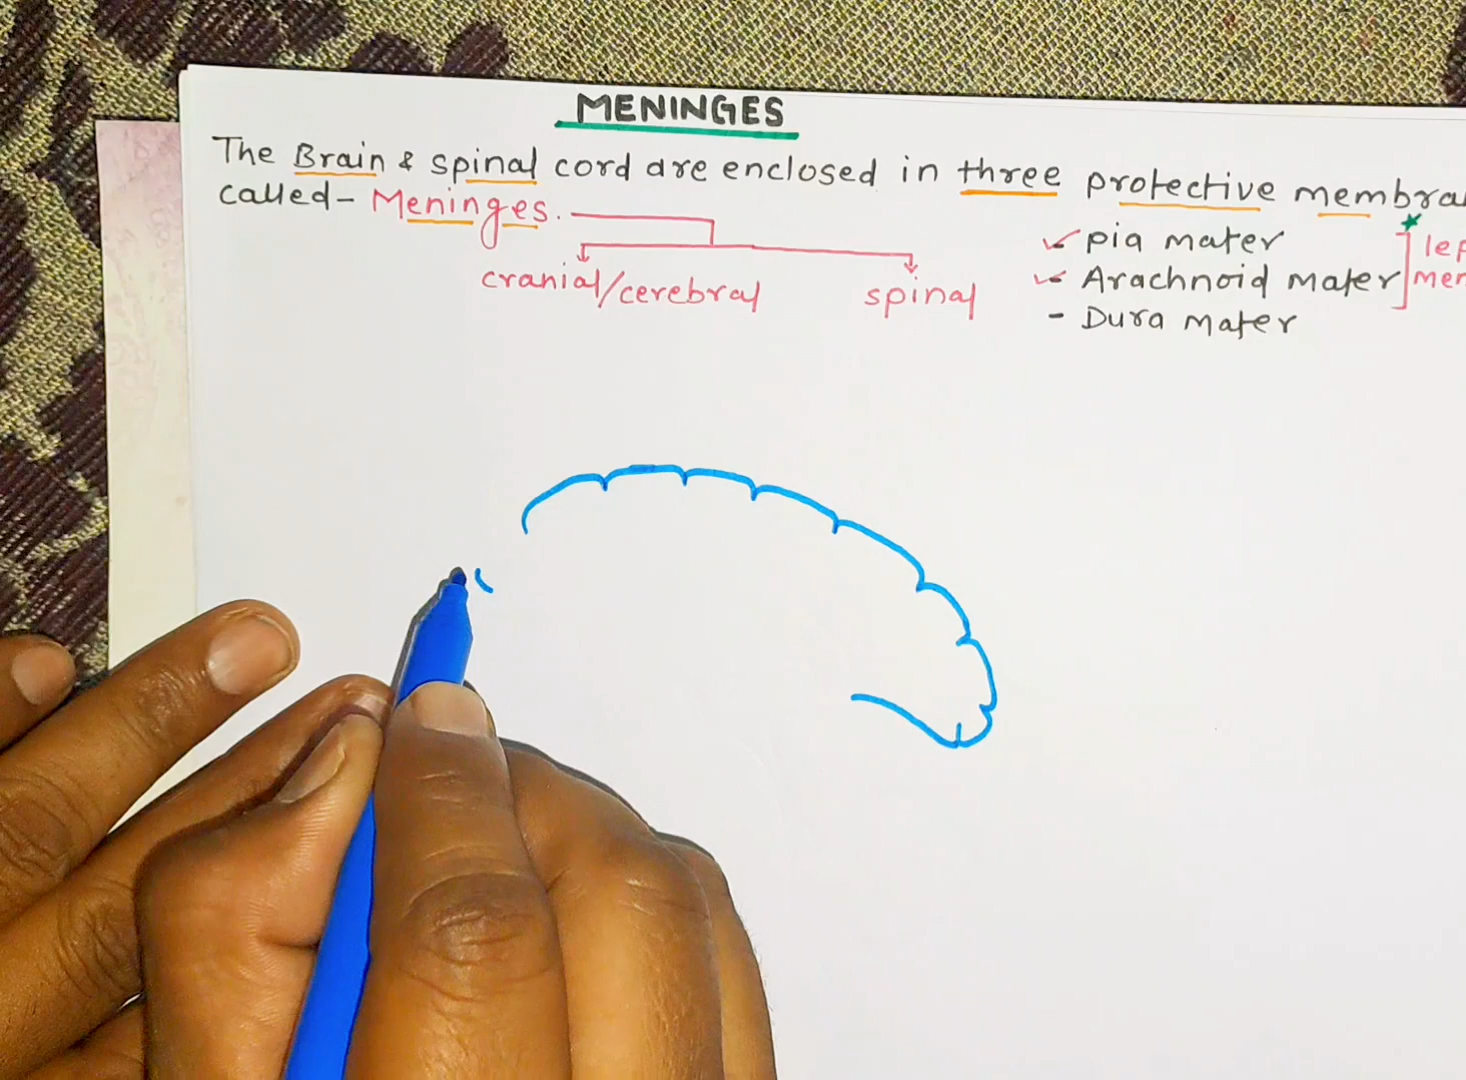 MENINGES
The Brain & spinal cord are enclosed in three protective
called- Meninges.
pia mater
cranial/cerebral
spinal
Arachnoid mater
- Dura mater